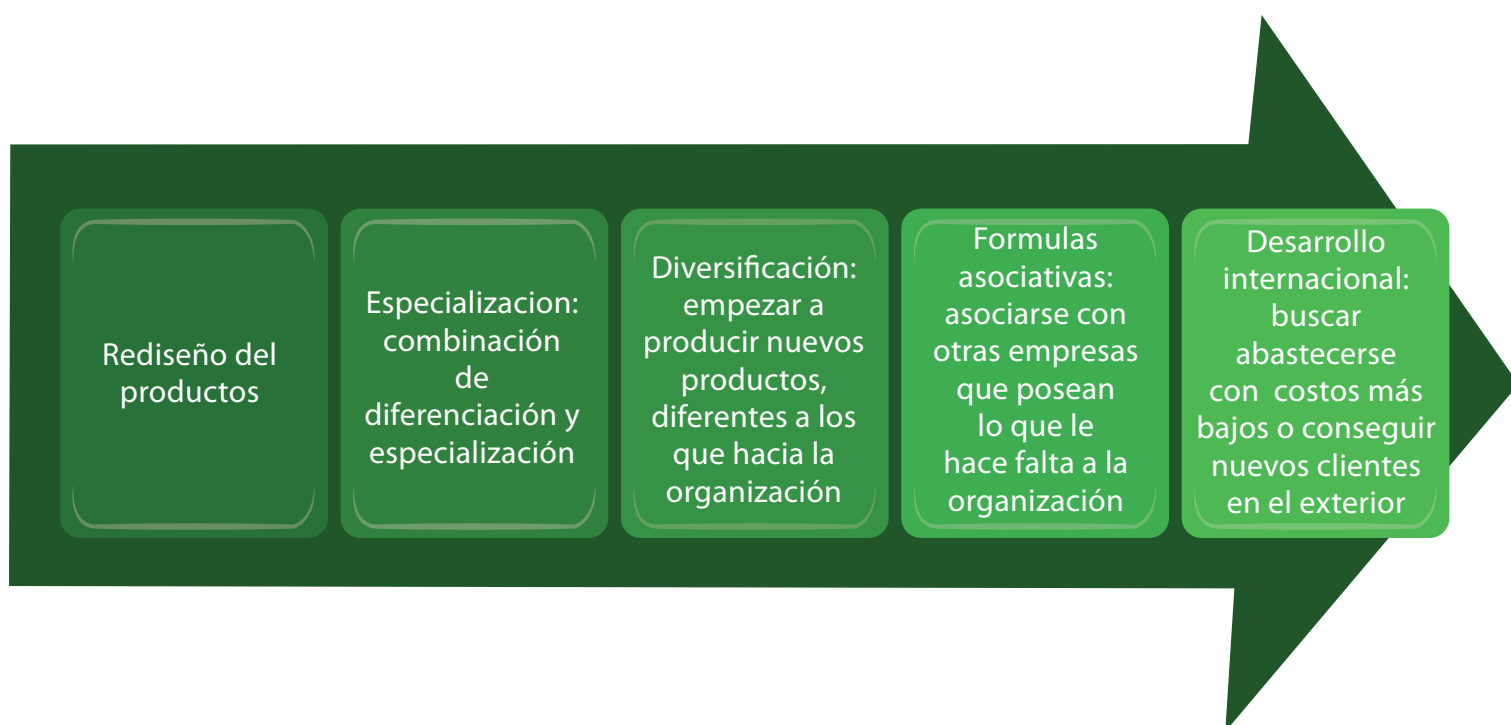 Rediseño del
productos
Especializacion:
combinación
de
diferenciación y
especialización
Diversificación:
empezar a
producir nuevos
productos,
diferentes a los
que hacia la
organización
Formulas
asociativas:
asociarse con
otras empresas
que posean
lo que le
hace falta a la
organización
Desarrollo
internacional:
buscar
abastecerse
con costos más
bajos o conseguir
nuevos clientes
en el exterior